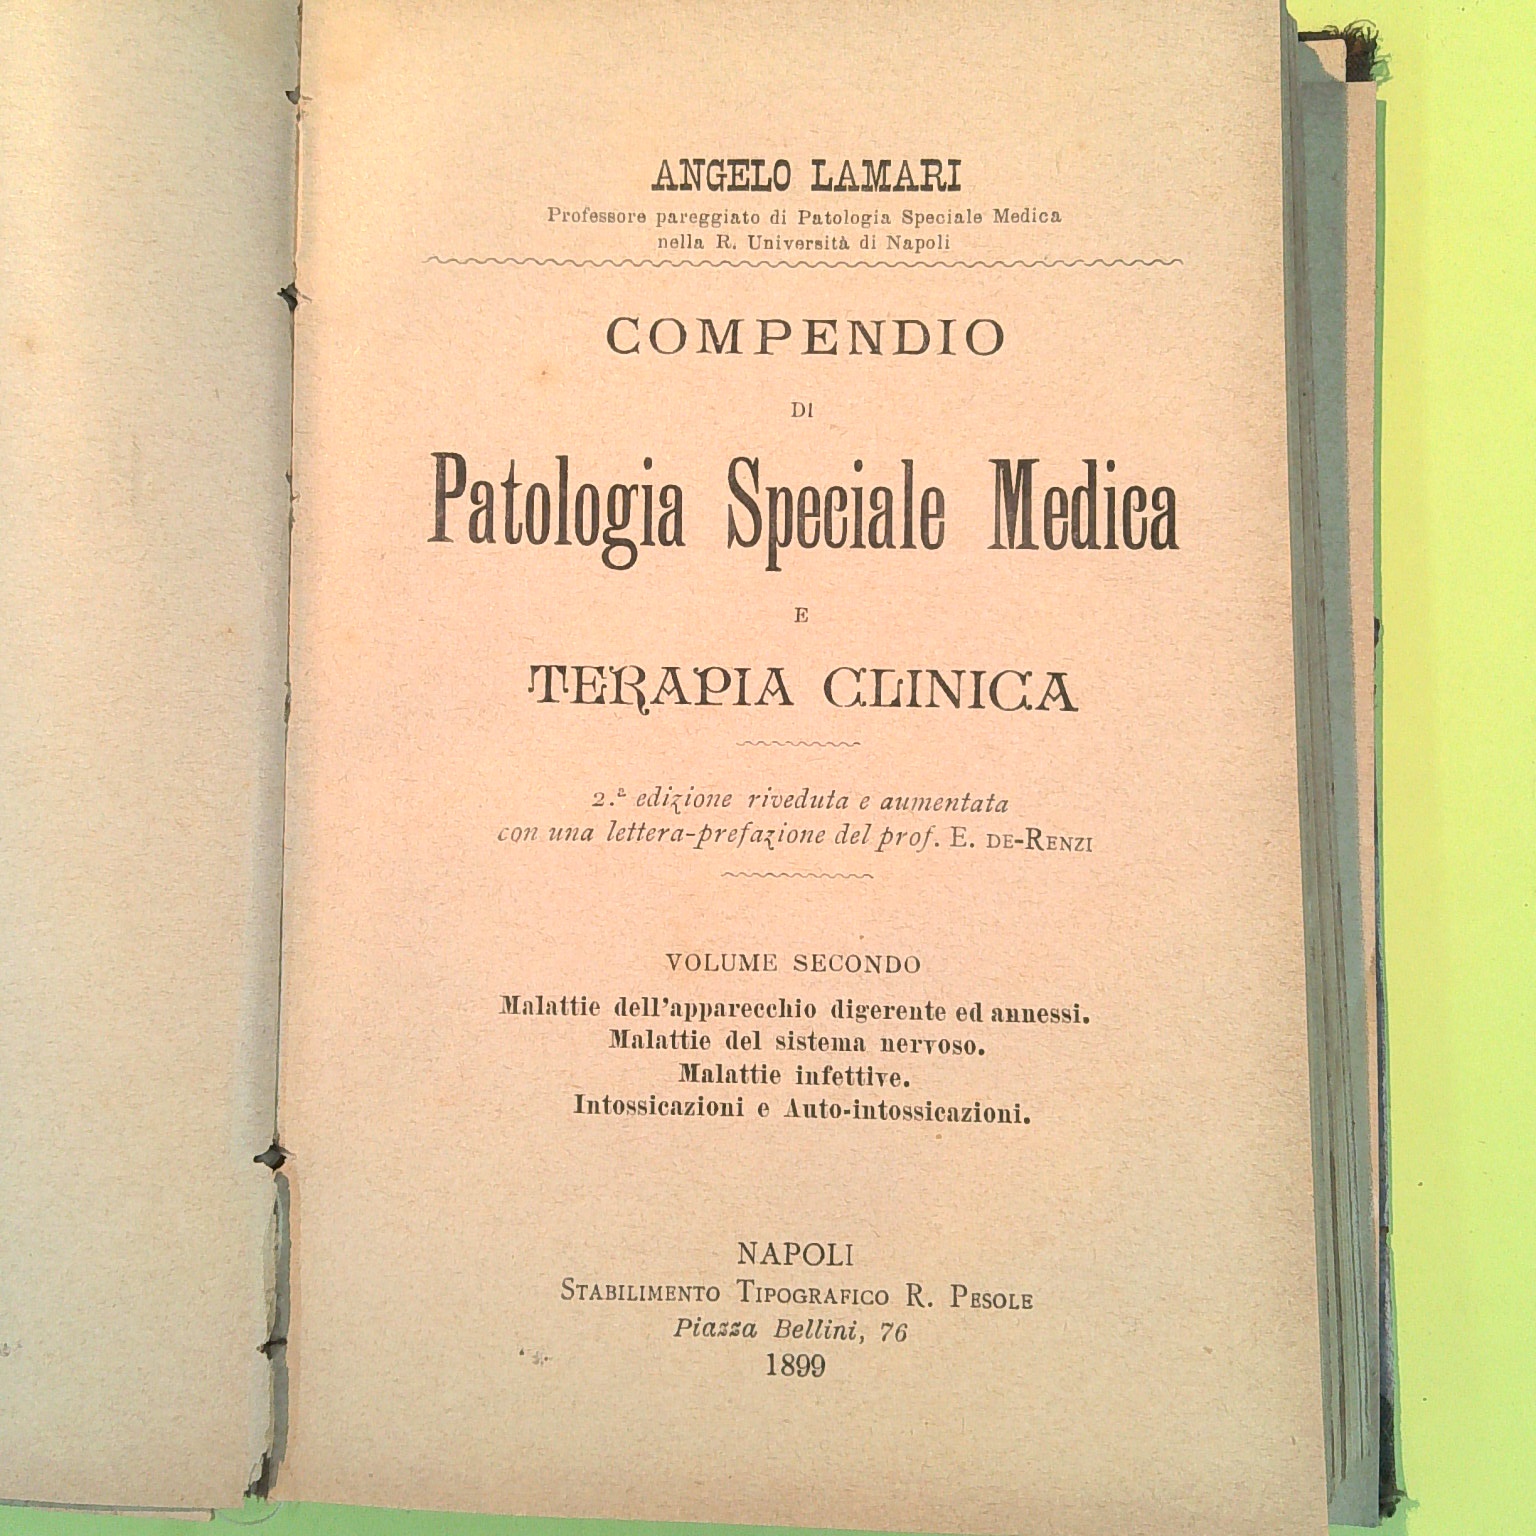 ANGELO LAMARI
Professore pareggiato di Patologia Speciale Medica
nella R. Università di Napoli
COMPENDIO
DI
Patologia Speciale Medica
E
TERAPIA CLINICA
2.ª edizione riveduta e aumentata
con una lettera-prefazione del prof. E. DE-RENZI
VOLUME SECONDO
Malattie dell'apparecchio digerente ed annessi.
Malattie del sistema nervoso.
Malattie infettive.
Intossicazioni e Auto-intossicazioni.
NAPOLI
STABILIMENTO TIPOGRAFICO R. PESOLE
Piazza Bellini, 76
1899